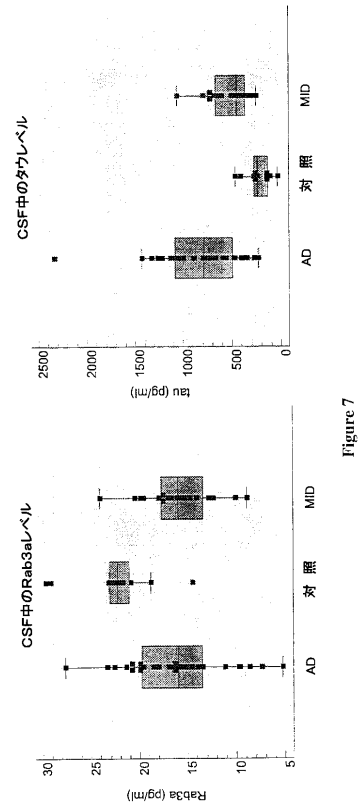 CSF中のRab3aレベル
Rab3a (pg/ml)
30
25
20
15
10
5
AD
対照
MID
CSF中のタウレベル
tau (pg/ml)
2500
2000
1500
1000
500
0
AD
対照
MID
Figure 7